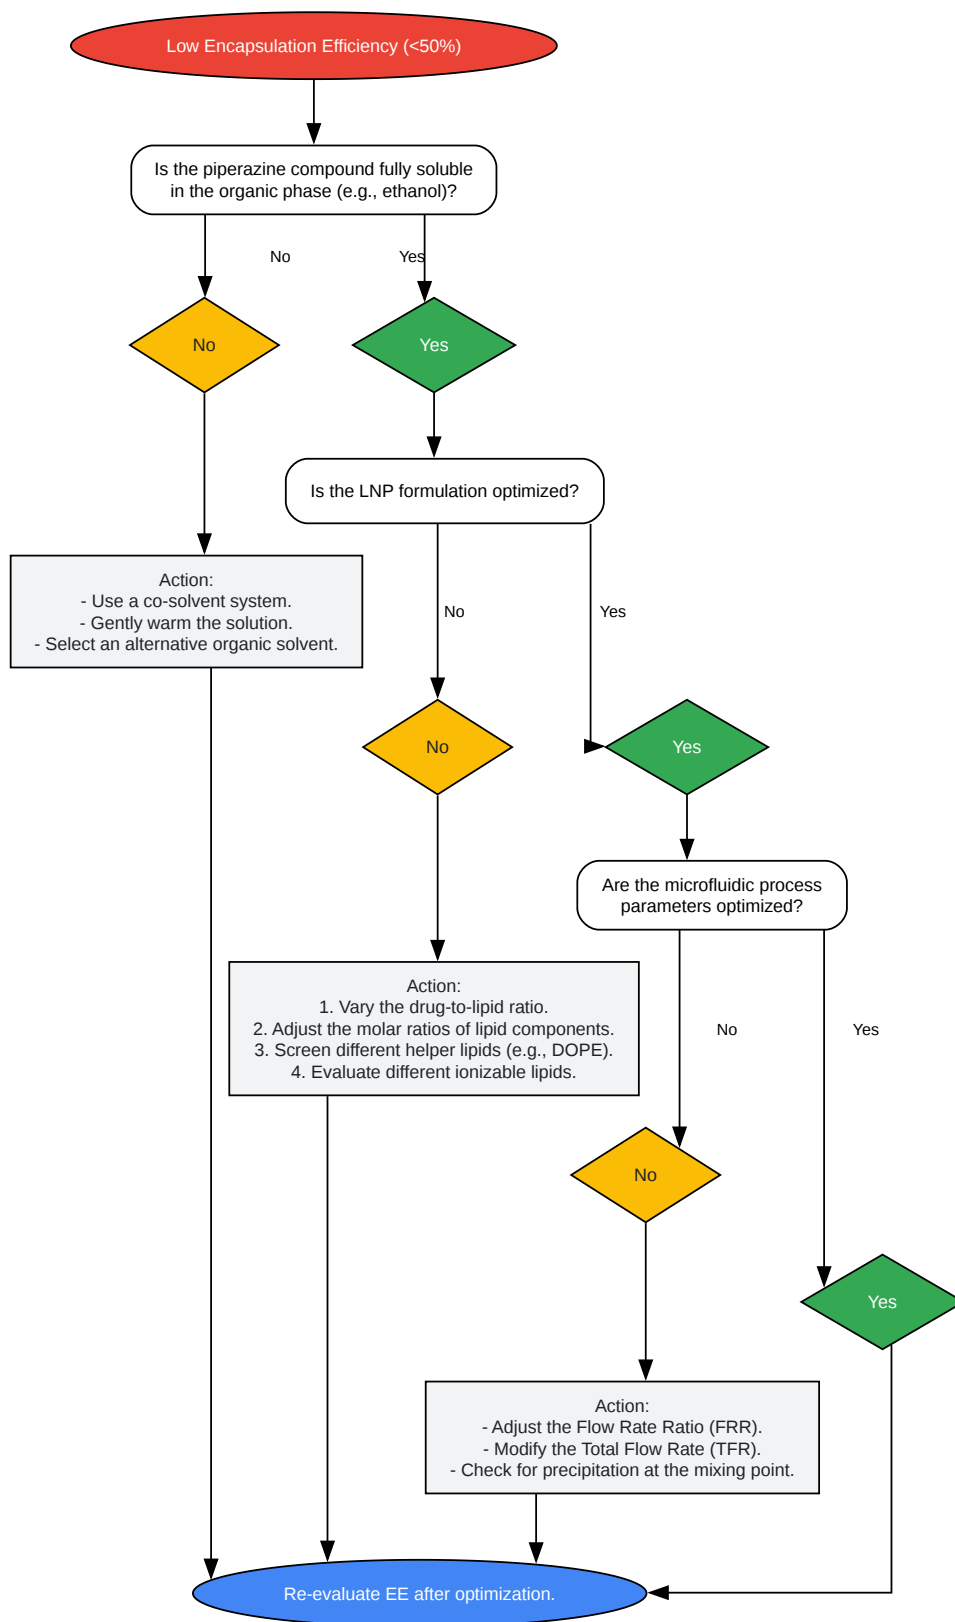 Low Encapsulation Efficiency (<50%)
Is the piperazine compound fully soluble
in the organic phase (e.g., ethanol)?
No
Yes
No
Yes
Is the LNP formulation optimized?
Action:
- Use a co-solvent system.
- Gently warm the solution.
- Select an alternative organic solvent.
No
Yes
No
Yes
Are the microfluidic process
parameters optimized?
Action:
1. Vary the drug-to-lipid ratio.
2. Adjust the molar ratios of lipid components.
3. Screen different helper lipids (e.g., DOPE).
4. Evaluate different ionizable lipids.
No
Yes
No
Yes
Action:
- Adjust the Flow Rate Ratio (FRR).
- Modify the Total Flow Rate (TFR).
- Check for precipitation at the mixing point.
Re-evaluate EE after optimization.